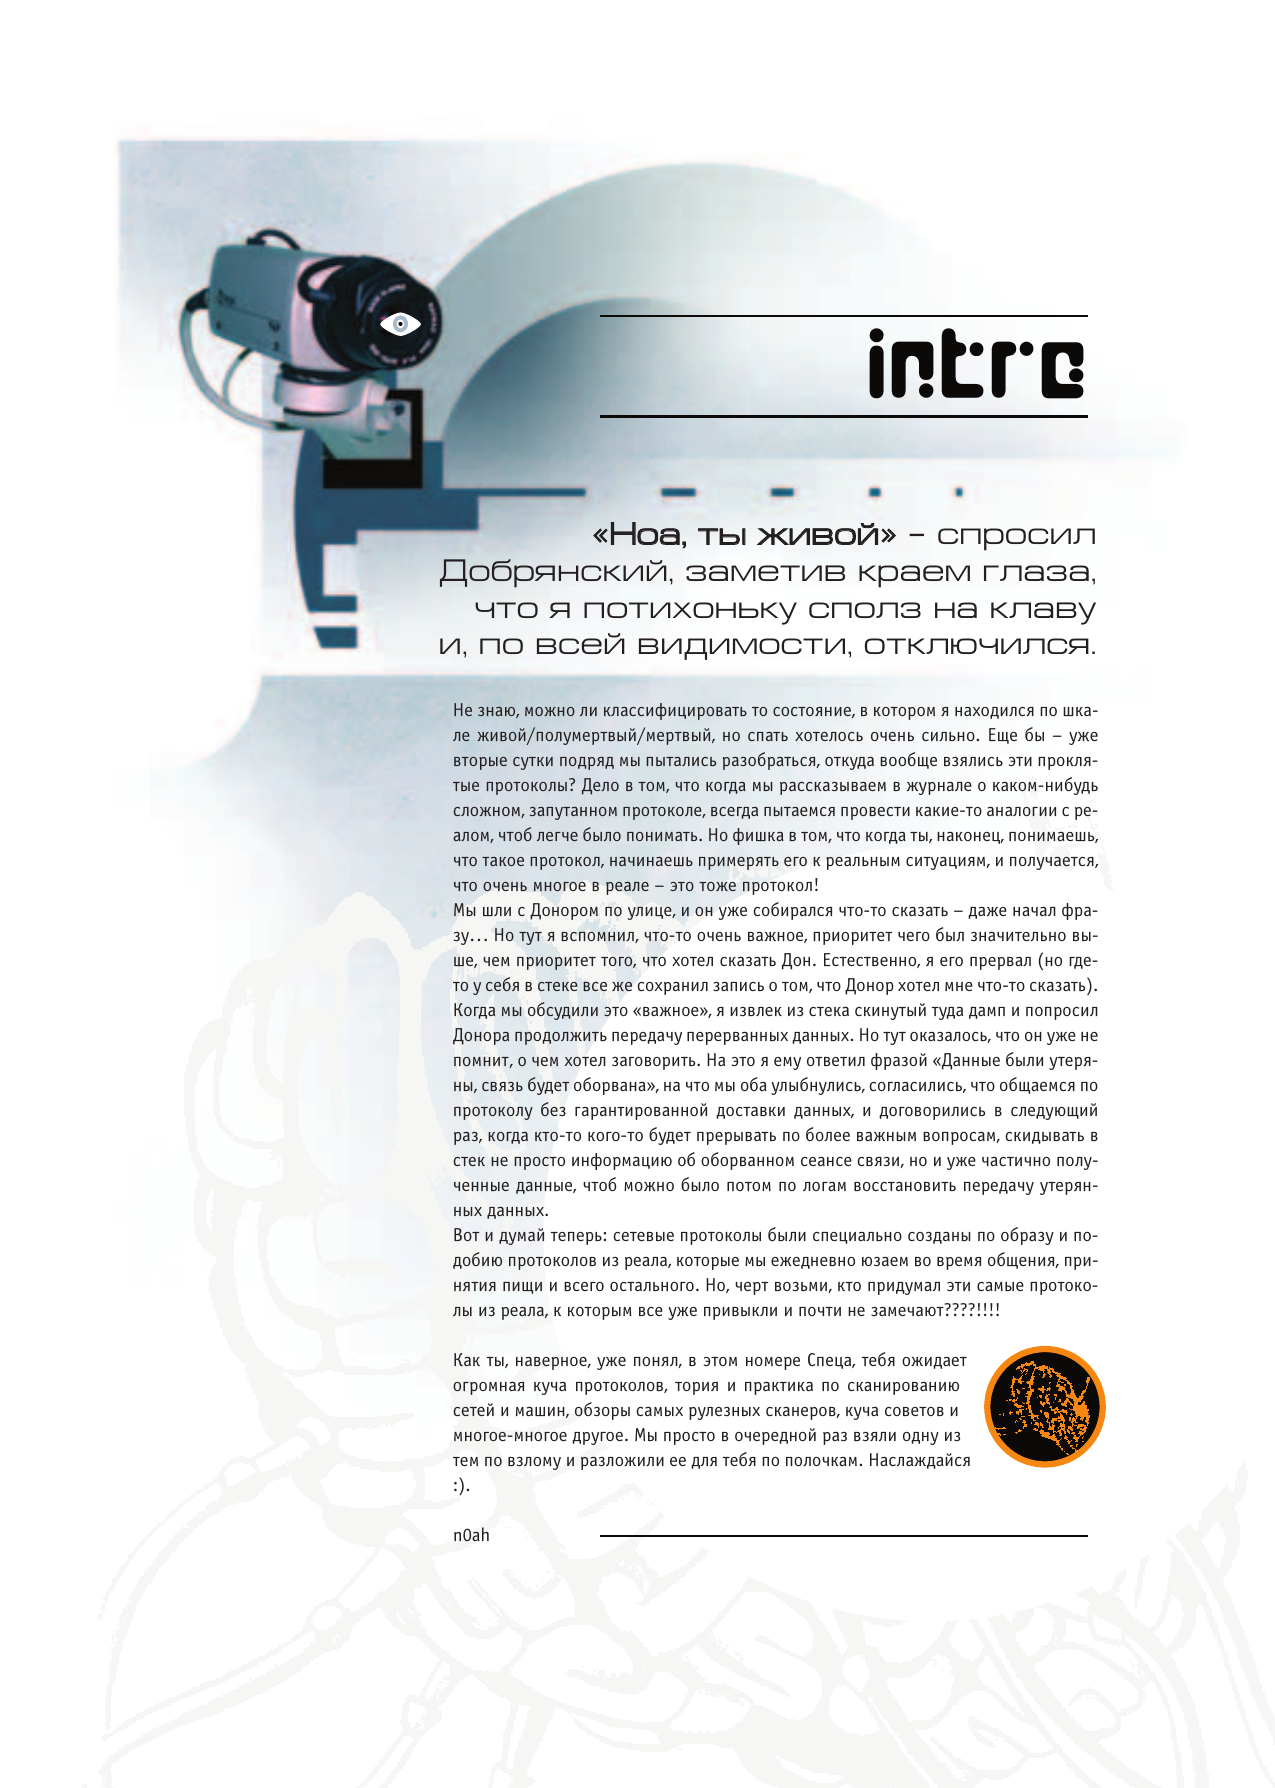 intro
«Ноа, ты живой» – спросил
Добрянский, заметив краем глаза,
что я потихоньку сполз на клаву
и, по всей видимости, отключился.
Не знаю, можно ли классифицировать то состояние, в котором я находился по шка-
ле живой/полумертвый/мертвый, но спать хотелось очень сильно. Еще бы – уже
вторые сутки подряд мы пытались разобраться, откуда вообще взялись эти прокля-
тые протоколы? Дело в том, что когда мы рассказываем в журнале о каком-нибудь
сложном, запутанном протоколе, всегда пытаемся провести какие-то аналогии с ре-
алом, чтоб легче было понимать. Но фишка в том, что когда ты, наконец, понимаешь,
что такое протокол, начинаешь примерять его к реальным ситуациям, и получается,
что очень многое в реале – это тоже протокол!
Мы шли с Донором по улице, и он уже собирался что-то сказать – даже начал фра-
зу... Но тут я вспомнил, что-то очень важное, приоритет чего был значительно вы-
ше, чем приоритет того, что хотел сказать Дон. Естественно, я его прервал (но где-
то у себя в стеке все же сохранил запись о том, что Донор хотел мне что-то сказать).
Когда мы обсудили это «важное», я извлек из стека скинутый туда дамп и попросил
Донора продолжить передачу перерванных данных. Но тут оказалось, что он уже не
помнит, о чем хотел заговорить. На это я ему ответил фразой «Данные были утеря-
ны, связь будет оборвана», на что мы оба улыбнулись, согласились, что общаемся по
протоколу без гарантированной доставки данных, и договорились в следующий
раз, когда кто-то кого-то будет прерывать по более важным вопросам, скидывать в
стек не просто информацию об оборванном сеансе связи, но и уже частично полу-
ченные данные, чтоб можно было потом по логам восстановить передачу утерян-
ных данных.
Вот и думай теперь: сетевые протоколы были специально созданы по образу и по-
добию протоколов из реала, которые мы ежедневно юзаем во время общения, при-
нятия пищи и всего остального. Но, черт возьми, кто придумал эти самые протоко-
лы из реала, к которым все уже привыкли и почти не замечают????!!!!
Как ты, наверное, уже понял, в этом номере Спеца, тебя ожидает
огромная куча протоколов, тория и практика по сканированию
сетей и машин, обзоры самых рулезных сканеров, куча советов и
многое-многое другое. Мы просто в очередной раз взяли одну из
тем по взлому и разложили ее для тебя по полочкам. Наслаждайся
:).
n0ah